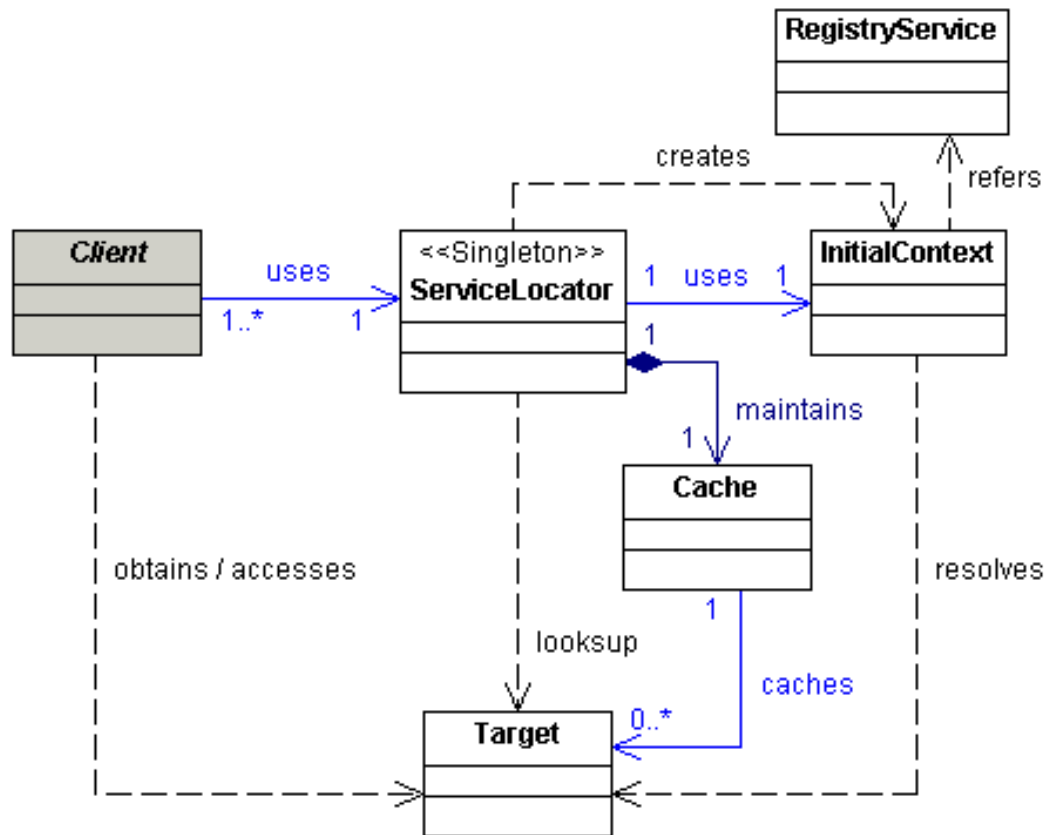 RegistryService
creates
refers
Client
uses
1..*
1
<<Singleton>>
ServiceLocator
1
uses
1
InitialContext
1
maintains
1
Cache
obtains / accesses
resolves
1
looksup
caches
0..*
Target